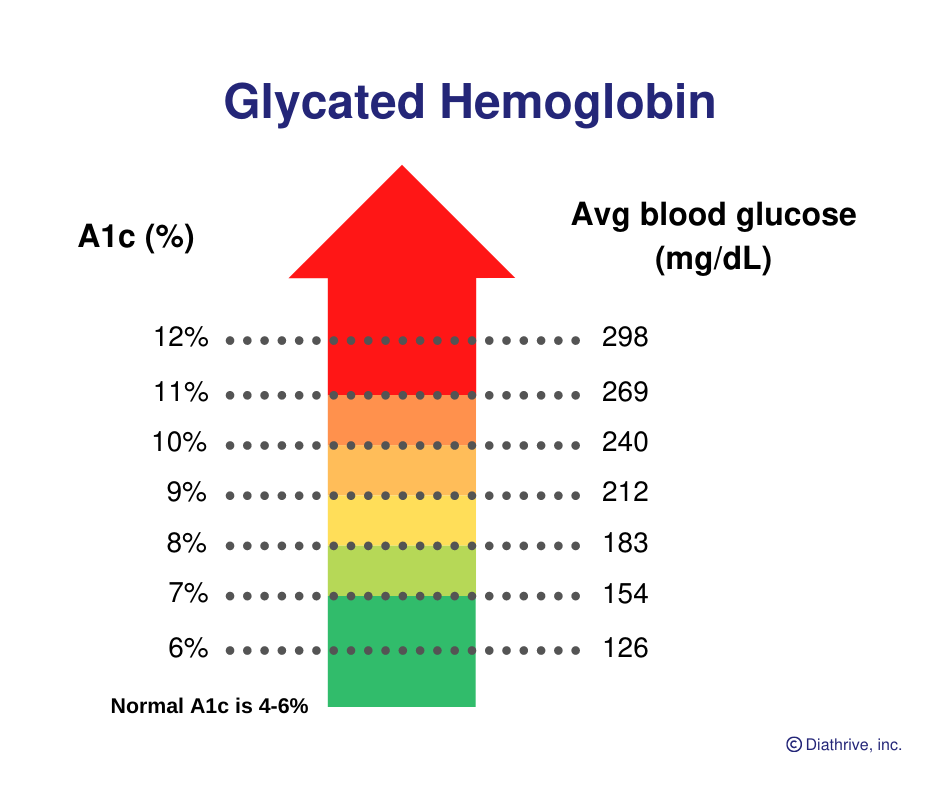 Glycated Hemoglobin
A1c (%)
Avg blood glucose
(mg/dL)
12% 298
11% 269
10% 240
9% 212
8% 183
7% 154
6% 126
Normal A1c is 4-6%
© Diathrive, inc.